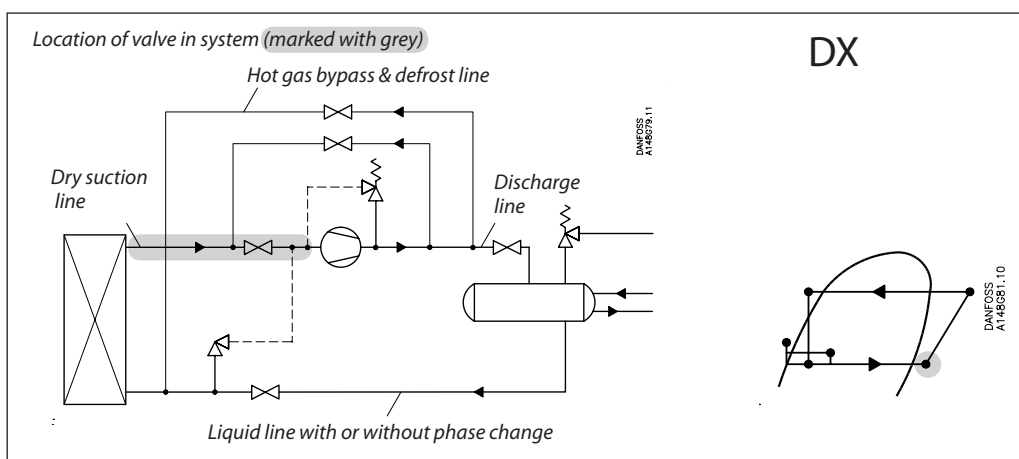 Location of valve in system (marked with grey)
DX
Hot gas bypass & defrost line
DANFOSS
A148G79.11
Dry suction
line
Discharge
line
DANFOSS
A148G81.10
Liquid line with or without phase change